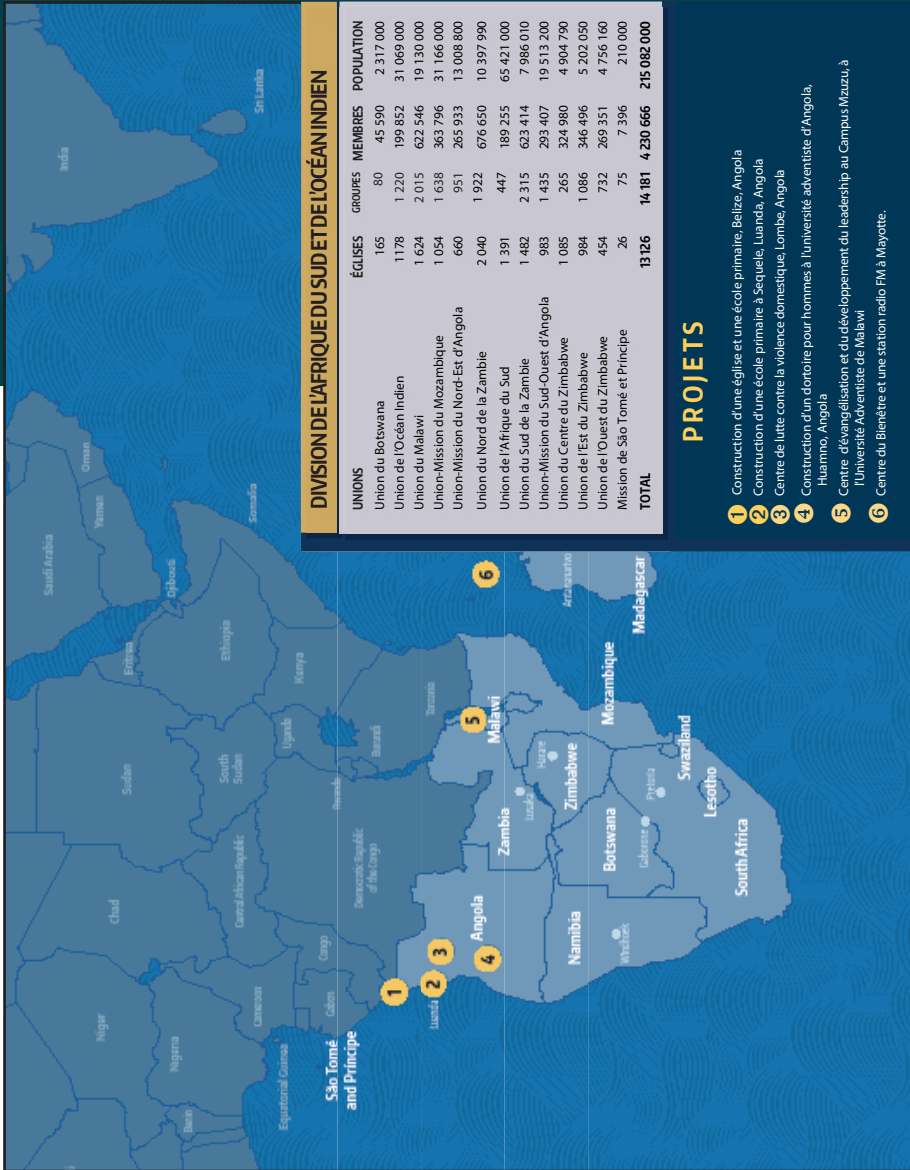 DIVISION DE L'AFRIQUE DU SUD ET DE L'OCÉAN INDIEN
UNIONS ÉGLISES GROUPES MEMBRES POPULATION
Union du Botswana 165 80 45 590 2 317 000
Union de l'Océan Indien 1178 1 220 199 852 31 069 000
Union du Malawi 1 624 2 015 622 546 19 130 000
Union-Mission du Mozambique 1 054 1 638 363 796 31 166 000
Union-Mission du Nord-Est d'Angola 660 951 265 933 13 008 800
Union du Nord de la Zambie 2 040 1 922 676 650 10 397 990
Union de l'Afrique du Sud 1 391 447 189 255 65 421 000
Union du Sud de la Zambie 1 482 2 315 623 414 7 986 010
Union-Mission du Sud-Ouest d'Angola 983 1 435 293 407 19 513 200
Union du Centre du Zimbabwe 1 085 265 324 980 4 904 790
Union de l'Est du Zimbabwe 984 1 086 346 496 5 202 050
Union de l'Ouest du Zimbabwe 454 732 269 351 4 756 160
Mission de São Tomé et Príncipe 26 75 7 396 210 000
TOTAL 13 126 14 181 4 230 666 215 082 000
PROJETS
1 Construction d'une église et une école primaire, Belize, Angola
2 Construction d'une école primaire à Sequele, Luanda, Angola
3 Centre de lutte contre la violence domestique, Lombe, Angola
4 Construction d'un dortoire pour hommes à l'université adventiste d'Angola,
Huamno, Angola
5 Centre d'évangélisation et du développement du leadership au Campus Mzuzu, à
l'Université Adventiste de Malawi
6 Centre du Bienêtre et une station radio FM à Mayotte.
India
Sri Lanka
Saudi Arabia
Oman
Yemen
Djibouti
Somalia
Eritrea
Ethiopia
Sudan
South
Sudan
Kenya
Uganda
Rwanda
Burundi
Tanzania
Chad
Central African Republic
Democratic Republic
of the Congo
Niger
Nigeria
Benin
Cameroon
Congo
Gabon
Equatorial Guinea
São Tomé
and Príncipe
1
2
3
4
5
6
Luanda
Angola
Zambia
Lusaka
Malawi
Harare
Zimbabwe
Mozambique
Antananarivo
Madagascar
Namibia
Windhoek
Botswana
Gaborone
Pretoria
Swaziland
Lesotho
South Africa